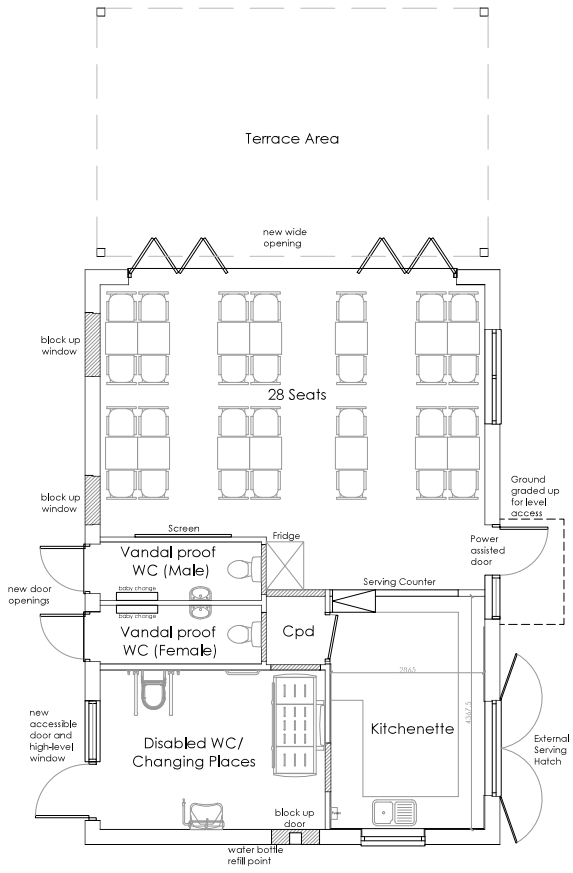 Terrace Area
new wide
opening
block up
window
28 Seats
block up
window
Ground
graded up
for level
access
Screen
Fridge
Power
assisted
door
Vandal proof
WC (Male)
baby change
new door
openings
Serving Counter
baby change
Vandal proof
WC (Female)
Cpd
2865
4367.5
new
accessible
door and
high-level
window
Disabled WC/
Changing Places
Kitchenette
External
Serving
Hatch
block up
door
water bottle
refill point